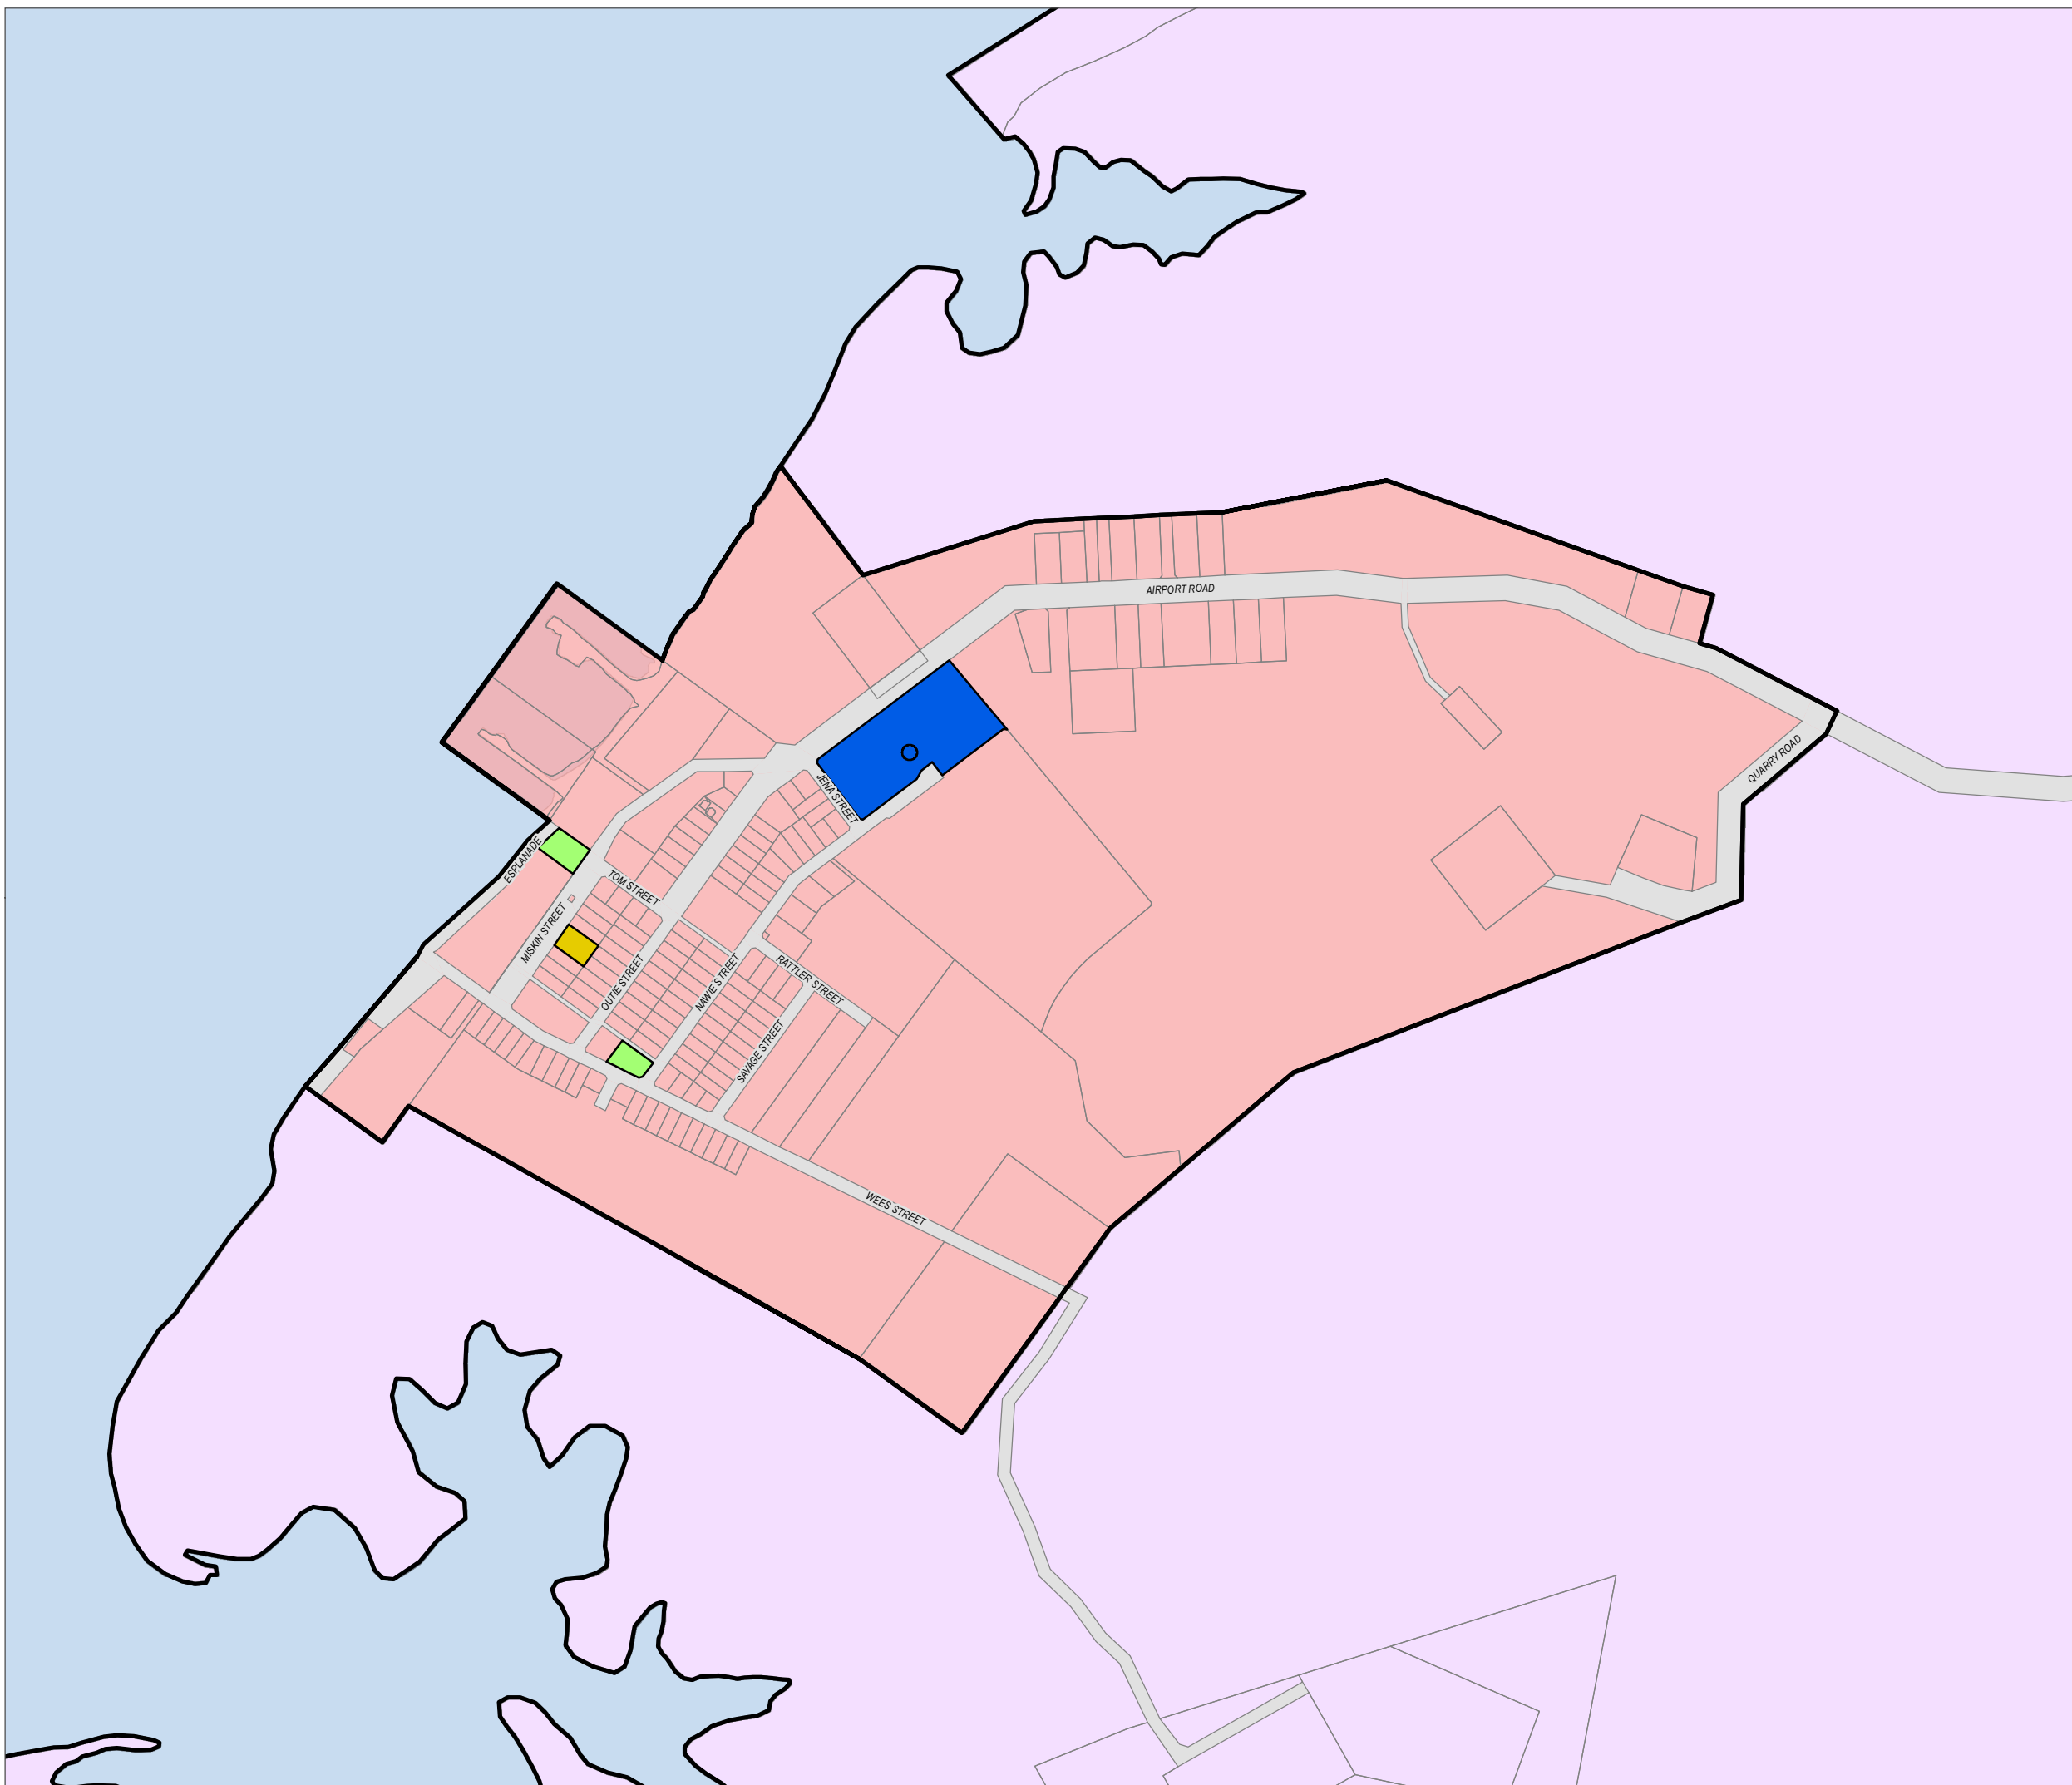 AIRPORT ROAD
QUARRY ROAD
JENA STREET
ESPLANADE
TOM STREET
MISKIN STREET
OUTIE STREET
NAWIE STREET
RATTLER STREET
SAVAGE STREET
WEES STREET